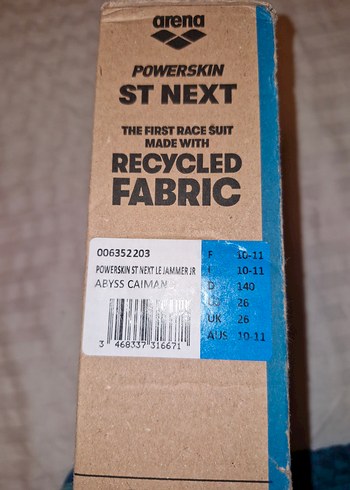 arena
POWERSKIN
ST NEXT
THE FIRST RACE SUIT
MADE WITH
RECYCLED
FABRIC
006352203
POWERSKIN ST NEXT LE JAMMER JR
ABYSS CAIMAN
3 468337 316671
F 10-11
I 10-11
D 140
26
UK 26
AUS 10-11